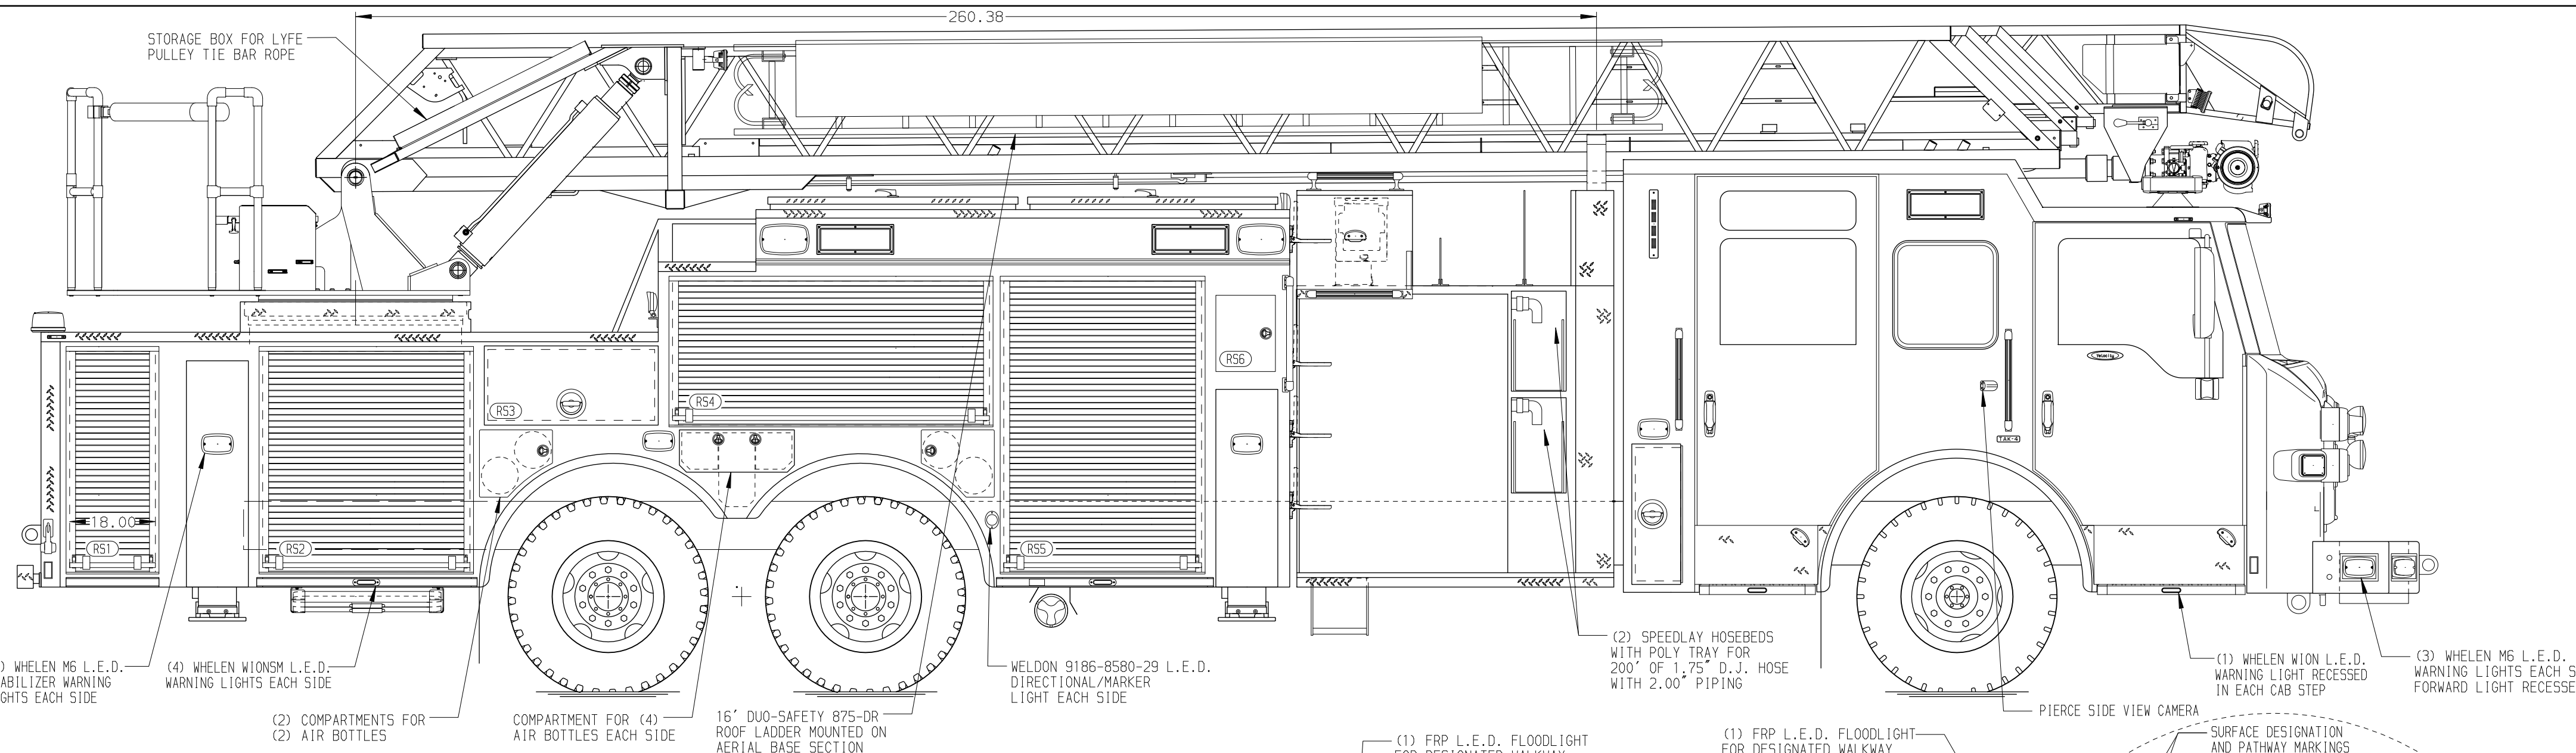 260.38
STORAGE BOX FOR LYFE
PULLEY TIE BAR ROPE
RS6
Velocity
RS3
RS4
TAK-4
18.00
RS1
RS2
RS5
) WHELEN M6 L.E.D.
ABILIZER WARNING
GHTS EACH SIDE
(4) WHELEN WIONSM L.E.D.
WARNING LIGHTS EACH SIDE
(2) COMPARTMENTS FOR
(2) AIR BOTTLES
COMPARTMENT FOR (4)
AIR BOTTLES EACH SIDE
16' DUO-SAFETY 875-DR
ROOF LADDER MOUNTED ON
AERIAL BASE SECTION
WELDON 9186-8580-29 L.E.D.
DIRECTIONAL/MARKER
LIGHT EACH SIDE
(2) SPEEDLAY HOSEBEDS
WITH POLY TRAY FOR
200' OF 1.75" D.J. HOSE
WITH 2.00" PIPING
(1) WHELEN WION L.E.D.
WARNING LIGHT RECESSED
IN EACH CAB STEP
(3) WHELEN M6 L.E.D.
WARNING LIGHTS EACH S
FORWARD LIGHT RECESSE
PIERCE SIDE VIEW CAMERA
(1) FRP L.E.D. FLOODLIGHT
FOR DESIGNATED WALKWAY
(1) FRP L.E.D. FLOODLIGHT
FOR DESIGNATED WALKWAY
SURFACE DESIGNATION
AND PATHWAY MARKINGS